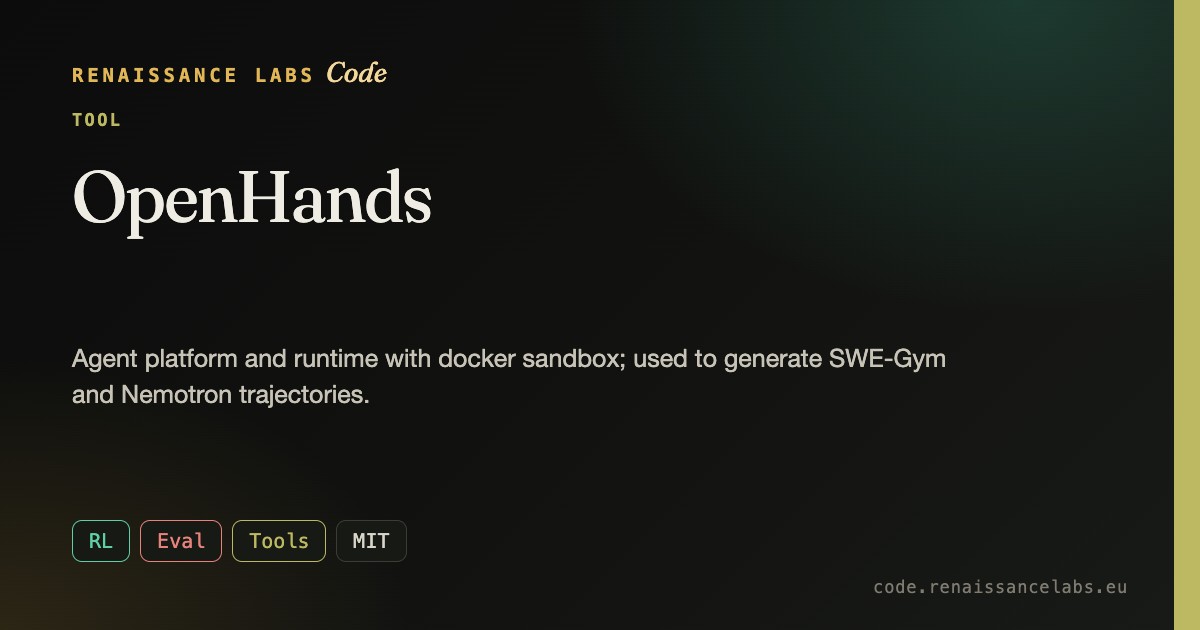 RENAISSANCE LABS Code
TOOL
OpenHands
Agent platform and runtime with docker sandbox; used to generate SWE-Gym
and Nemotron trajectories.
RL Eval Tools MIT
code.renaissancelabs.eu